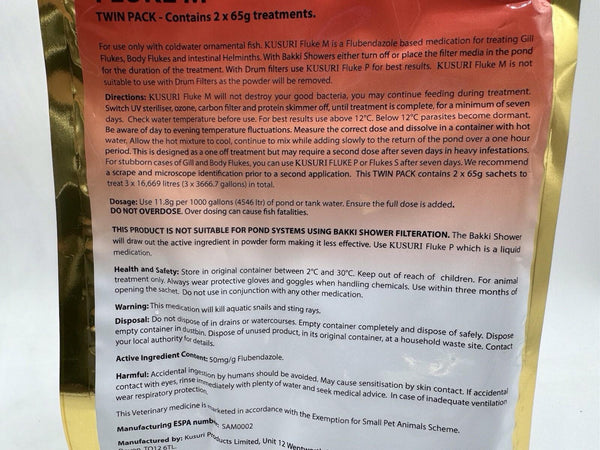 FLUKE M
TWIN PACK - Contains 2 x 65g treatments.
For use only with coldwater ornamental fish. KUSURI Fluke M is a Flubendazole based medication for treating Gill
Flukes, Body Flukes and intestinal Helminths. With Bakki Showers either turn off or place the filter media in the pond
for the duration of the treatment. With Drum filters use KUSURI Fluke P for best results. KUSURI Fluke M is not
suitable to use with Drum Filters as the powder will be removed.
Directions: KUSURI Fluke M will not destroy your good bacteria, you may continue feeding during treatment.
Switch UV steriliser, ozone, carbon filter and protein skimmer off, until treatment is complete, for a minimum of seven
days. Check water temperature before use. For best results use above 12°C. Below 12°C parasites become dormant.
Be aware of day to evening temperature fluctuations. Measure the correct dose and dissolve in a container with hot
water, Allow the hot mixture to cool, continue to mix while adding slowly to the return of the pond over a one hour
period. This is designed as a one off treatment but may require a second dose after seven days in heavy infestations.
For stubborn cases of Gill and Body Flukes, you can use KUSURI FLUKE P or Flukes S after seven days. We recommend
a scrape and microscope identification prior to a second application. This TWIN PACK contains 2 x 65g sachets to
treat 3 x 16,669 litres (3 x 3666.7 gallons) in total.
Dosage: Use 11.8g per 1000 gallons (4546 ltr) of pond or tank water. Ensure the full dose is added.
DO NOT OVERDOSE. Over dosing can cause fish fatalities.
THIS PRODUCT IS NOT SUITABLE FOR POND SYSTEMS USING BAKKI SHOWER FILTERATION. The Bakki Shower
will draw out the active ingredient in powder form making it less effective. Use KUSURI Fluke P which is a liquid
medication.
Health and Safety: Store in original container between 2°C and 30°C. Keep out of reach of children. For animal
treatment only. Always wear protective gloves and goggles when handling chemicals. Use within three months of
opening the sachet. Do not use in conjunction with any other medication.
Warning: This medication will kill aquatic snails and sting rays.
Disposal: Do not dispose of in drains or watercourses. Empty container completely and dispose of safely. Dispose
empty container in dustbin. Dispose of unused product, in its original container, at a household waste site. Contact
your local authority for details.
Active Ingredient Content: 50mg/g Flubendazole.
Harmful: Accidental ingestion by humans should be avoided. May cause sensitisation by skin contact. If accidental
contact with eyes, rinse immediately with plenty of water and seek medical advice. In case of inadequate ventilation
wear respiratory protection.
This Veterinary medicine is marketed in accordance with the Exemption for Small Pet Animals Scheme.
Manufacturing ESPA number SAM0002
Manufactured by: Kusuri Products Limited, Unit 12
Devon, TQ12 6TL.